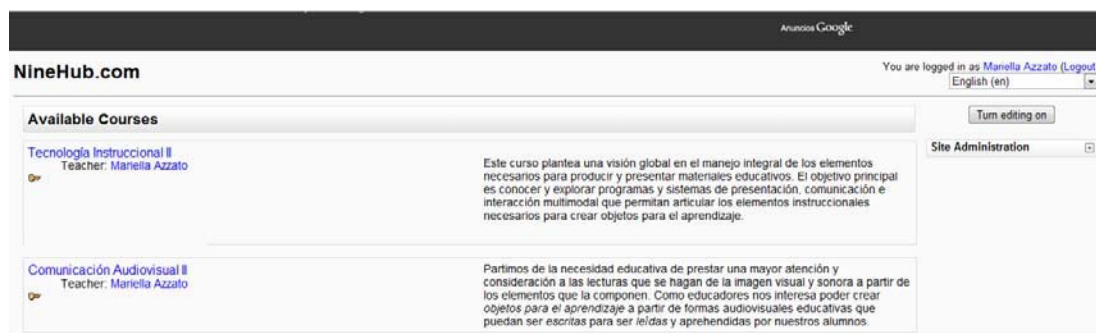 Anuncios Google
NineHub.com
You are logged in as Mariella Azzato (Logout
English (en)
Available Courses
Turn editing on
Site Administration
Tecnología Instruccional II
Teacher: Mariella Azzato
Este curso plantea una visión global en el manejo integral de los elementos
necesarios para producir y presentar materiales educativos. El objetivo principal
es conocer y explorar programas y sistemas de presentación, comunicación e
interacción multimodal que permitan articular los elementos instruccionales
necesarios para crear objetos para el aprendizaje.
Comunicación Audiovisual II
Teacher: Mariella Azzato
Partimos de la necesidad educativa de prestar una mayor atención y
consideración a las lecturas que se hagan de la imagen visual y sonora a partir de
los elementos que la componen. Como educadores nos interesa poder crear
objetos para el aprendizaje a partir de formas audiovisuales educativas que
puedan ser escritas para ser leídas y aprehendidas por nuestros alumnos.